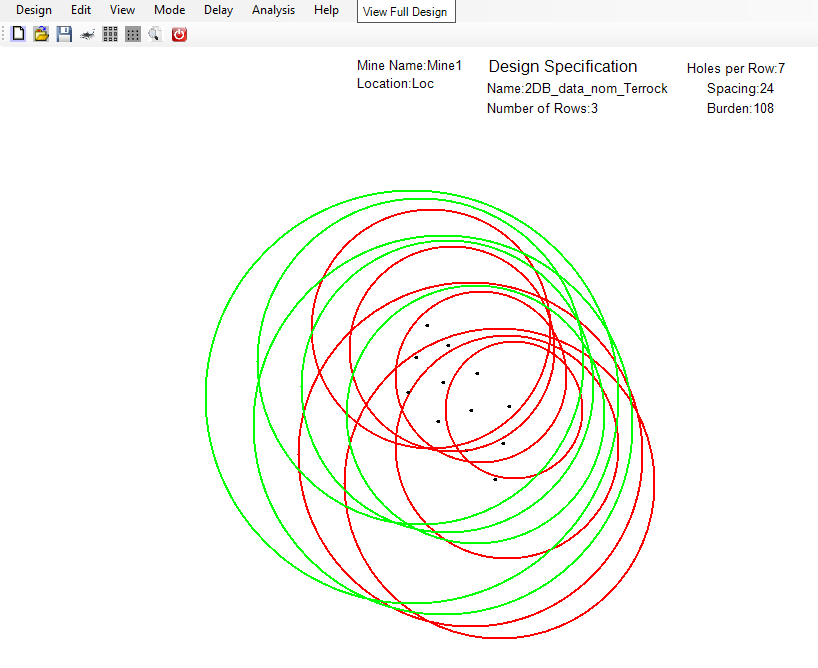 Design Edit View Mode Delay Analysis Help View Full Design
Mine Name:Mine1 Design Specification Holes per Row:7
Location:Loc Name:2DB_data_nom_Terrock Spacing:24
Number of Rows:3 Burden:108